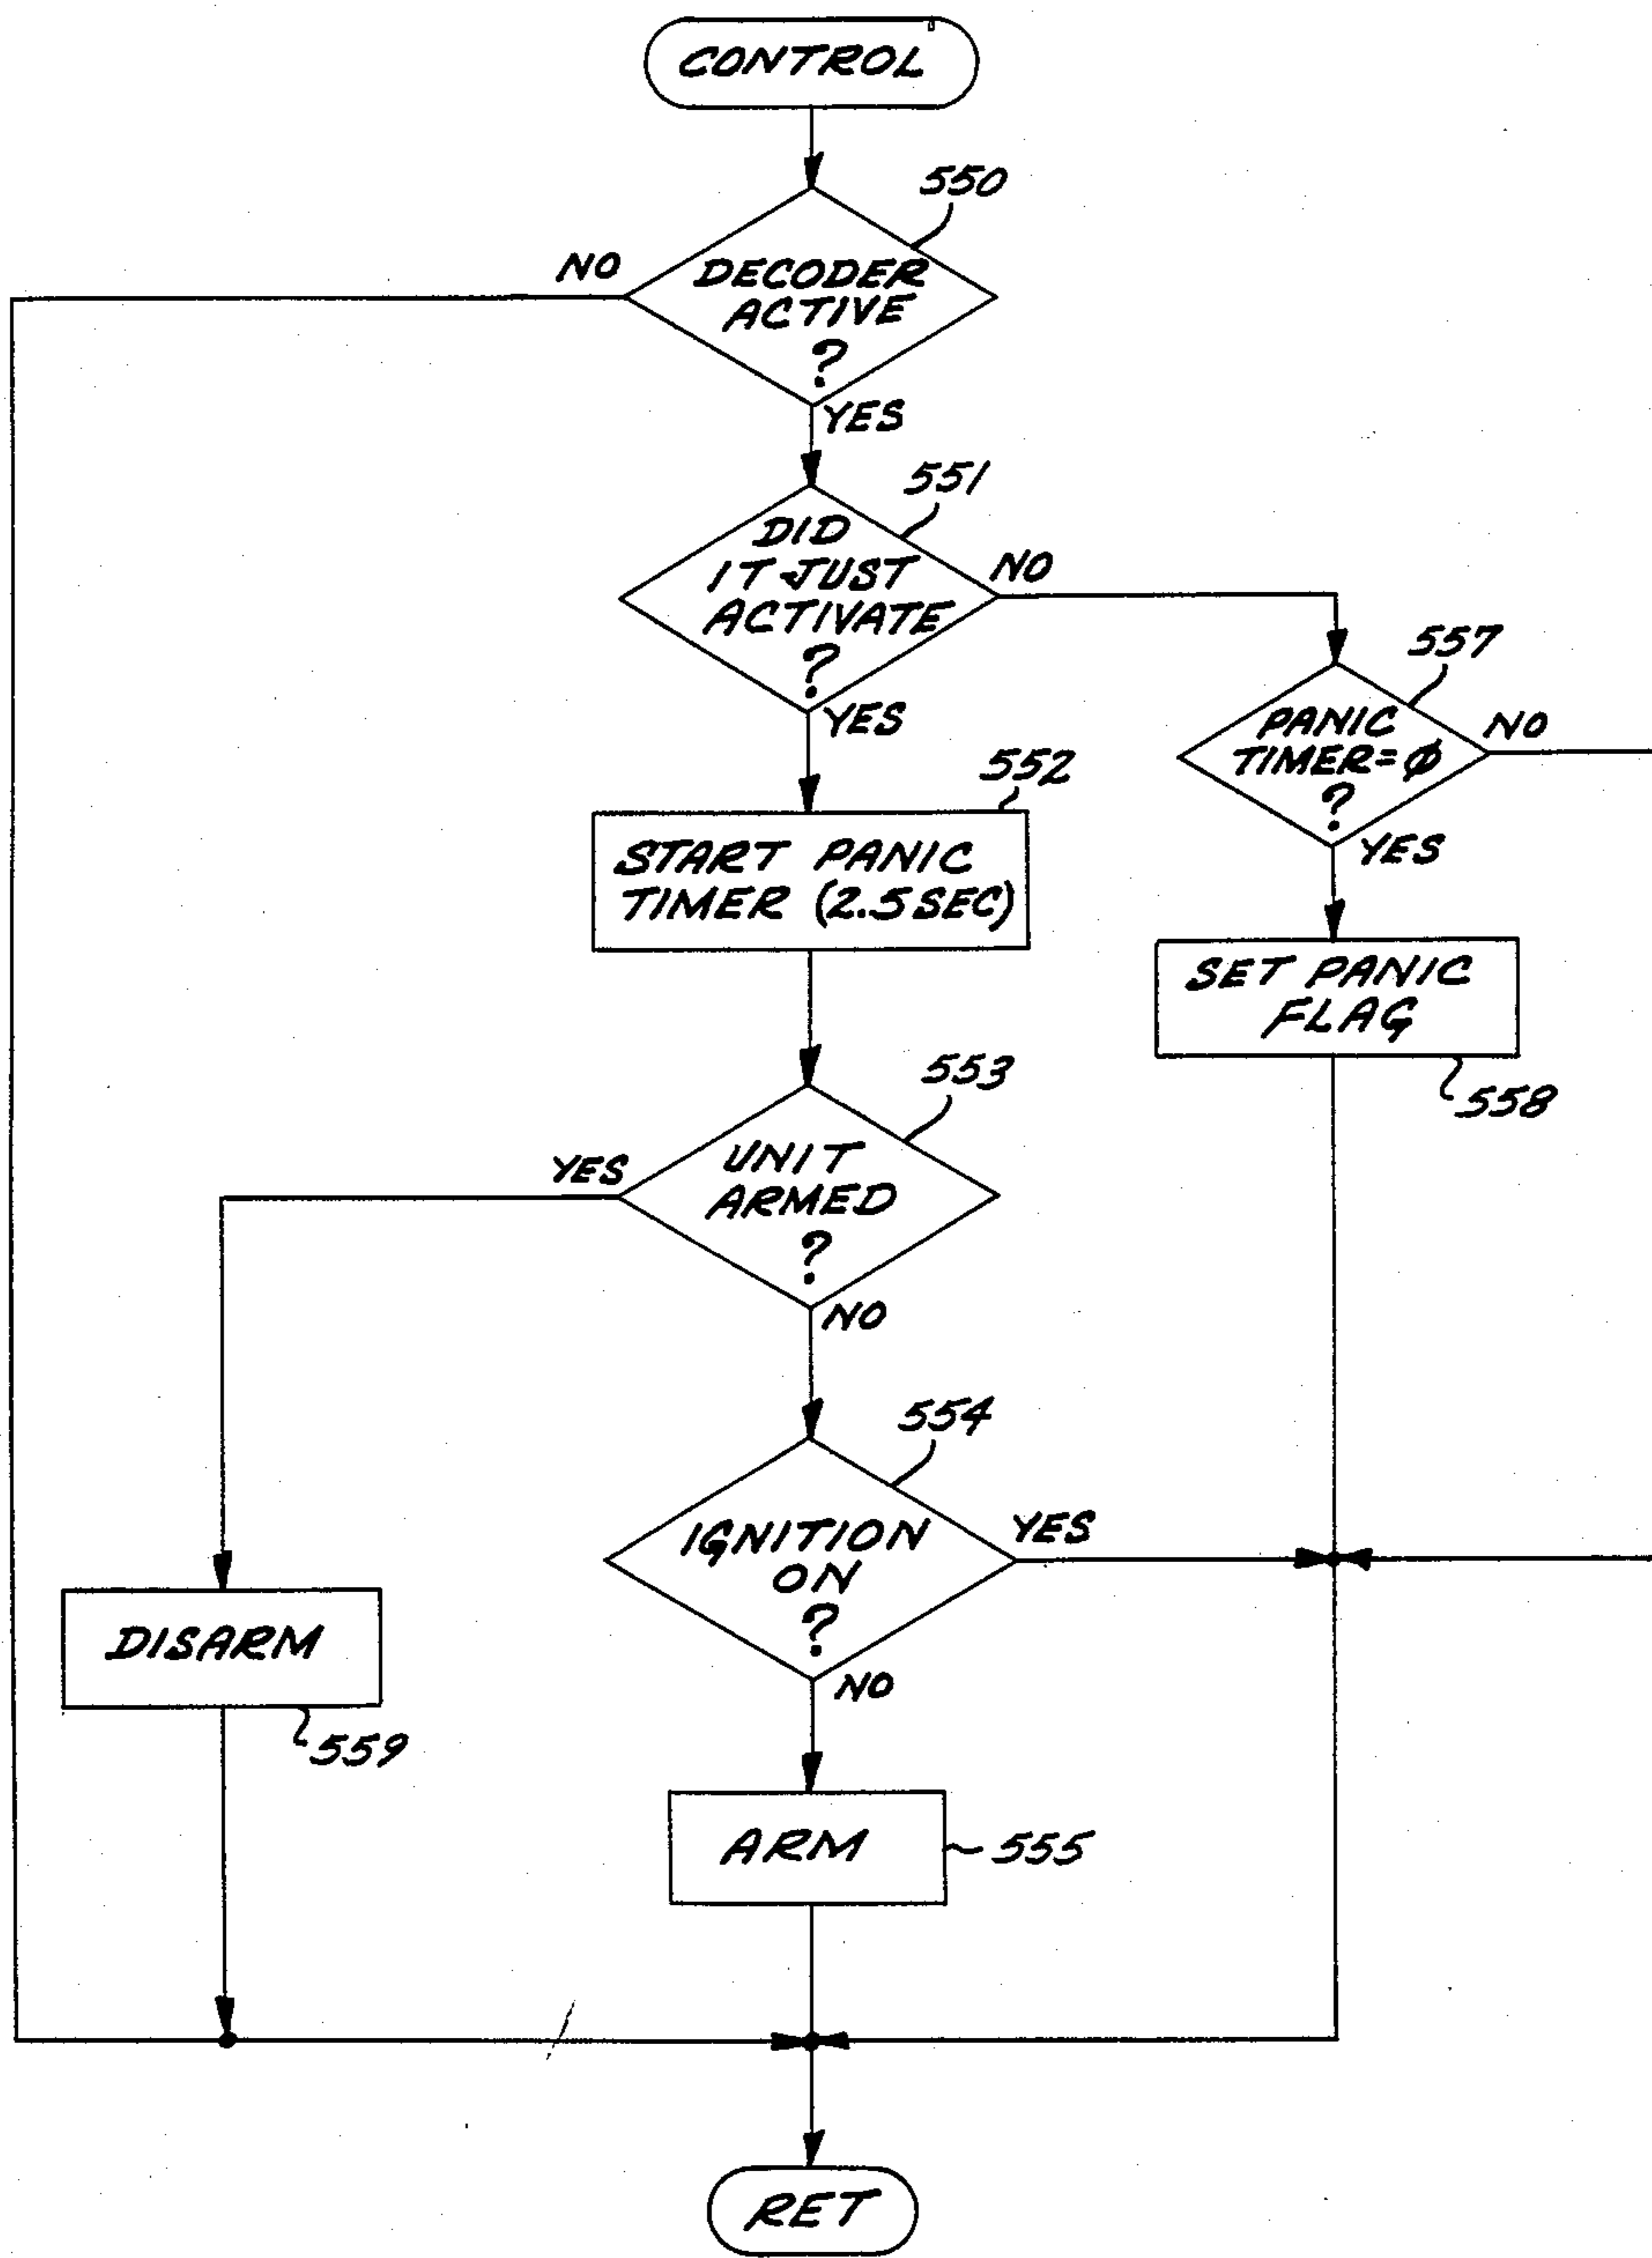 CONTROL
550
NO
DECODER
ACTIVE
?
YES
551
DID
IT JUST
ACTIVATE
?
NO
YES
557
PANIC
TIMER=Ø
?
NO
YES
552
START PANIC
TIMER (2.5 SEC)
SET PANIC
FLAG
558
553
YES
UNIT
ARMED
?
NO
554
IGNITION
ON
?
YES
NO
DISARM
559
ARM
555
RET